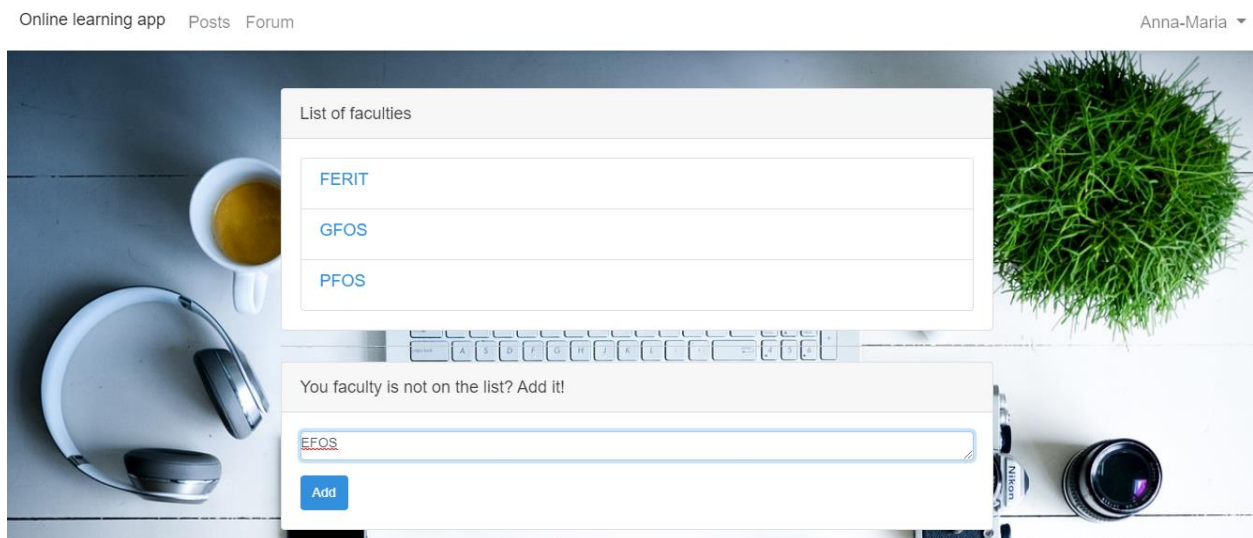 Online learning app Posts Forum Anna-Maria
List of faculties
FERIT
GFOS
PFOS
A S D F G H J K L
You faculty is not on the list? Add it!
EFOS
Add
Nikon